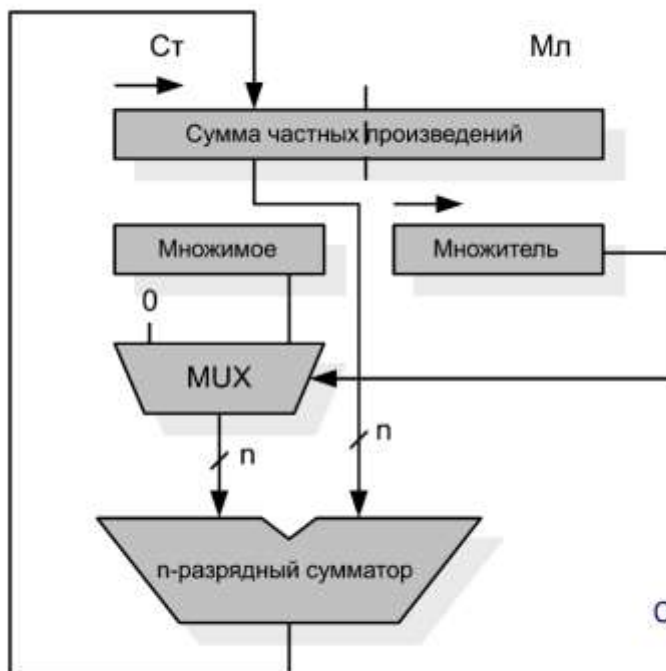 Ст Мл
Сумма частных произведений
Множимое Множитель
0
MUX
n n
n-разрядный сумматор